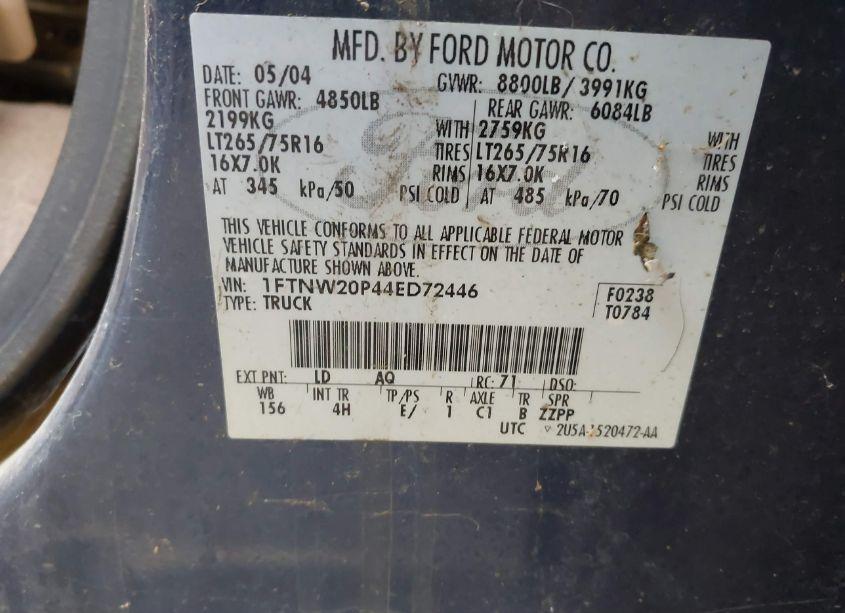 MFD. BY FORD MOTOR CO.
DATE: 05/04 GVWR: 8800LB/ 3991KG
FRONT GAWR: 4850LB REAR GAWR: 6084LB
2199KG WITH 2759KG WITH
LT265/75R16 TIRES LT265/75R16 TIRES
16X7.0K RIMS 16X7.0K RIMS
AT 345 kPa/50 PSI COLD AT 485 kPa/70 PSI COLD
THIS VEHICLE CONFORMS TO ALL APPLICABLE FEDERAL MOTOR
VEHICLE SAFETY STANDARDS IN EFFECT ON THE DATE OF
MANUFACTURE SHOWN ABOVE.
VIN: 1FTNW20P44ED72446 F0238
TYPE: TRUCK T0784
EXT PNT: LD AQ RC: 71 DSO:
WB INT TR TP/PS R AXLE TR SPR
156 4H E/ 1 C1 B ZZPP
UTC
Ford